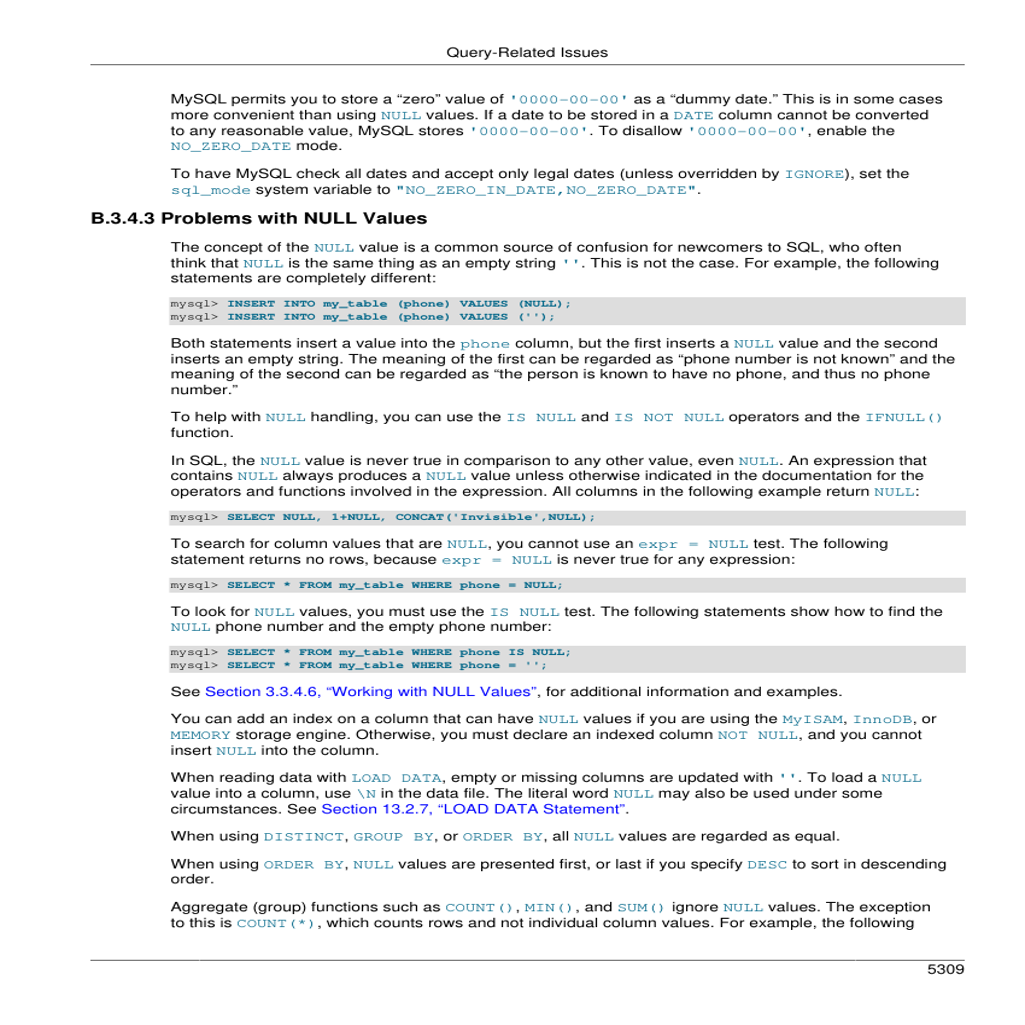 Query-Related Issues
MySQL permits you to store a “zero” value of '0000-00-00' as a “dummy date.” This is in some cases
more convenient than using NULL values. If a date to be stored in a DATE column cannot be converted
to any reasonable value, MySQL stores '0000-00-00'. To disallow '0000-00-00', enable the
NO_ZERO_DATE mode.
To have MySQL check all dates and accept only legal dates (unless overridden by IGNORE), set the
sql_mode system variable to "NO_ZERO_IN_DATE,NO_ZERO_DATE".
B.3.4.3 Problems with NULL Values
The concept of the NULL value is a common source of confusion for newcomers to SQL, who often
think that NULL is the same thing as an empty string ''. This is not the case. For example, the following
statements are completely different:
mysql> INSERT INTO my_table (phone) VALUES (NULL);
mysql> INSERT INTO my_table (phone) VALUES ('');
Both statements insert a value into the phone column, but the first inserts a NULL value and the second
inserts an empty string. The meaning of the first can be regarded as “phone number is not known” and the
meaning of the second can be regarded as “the person is known to have no phone, and thus no phone
number.”
To help with NULL handling, you can use the IS NULL and IS NOT NULL operators and the IFNULL()
function.
In SQL, the NULL value is never true in comparison to any other value, even NULL. An expression that
contains NULL always produces a NULL value unless otherwise indicated in the documentation for the
operators and functions involved in the expression. All columns in the following example return NULL:
mysql> SELECT NULL, 1+NULL, CONCAT('Invisible',NULL);
To search for column values that are NULL, you cannot use an expr = NULL test. The following
statement returns no rows, because expr = NULL is never true for any expression:
mysql> SELECT * FROM my_table WHERE phone = NULL;
To look for NULL values, you must use the IS NULL test. The following statements show how to find the
NULL phone number and the empty phone number:
mysql> SELECT * FROM my_table WHERE phone IS NULL;
mysql> SELECT * FROM my_table WHERE phone = '';
See Section 3.3.4.6, “Working with NULL Values”, for additional information and examples.
You can add an index on a column that can have NULL values if you are using the MyISAM, InnoDB, or
MEMORY storage engine. Otherwise, you must declare an indexed column NOT NULL, and you cannot
insert NULL into the column.
When reading data with LOAD DATA, empty or missing columns are updated with ''. To load a NULL
value into a column, use \N in the data file. The literal word NULL may also be used under some
circumstances. See Section 13.2.7, “LOAD DATA Statement”.
When using DISTINCT, GROUP BY, or ORDER BY, all NULL values are regarded as equal.
When using ORDER BY, NULL values are presented first, or last if you specify DESC to sort in descending
order.
Aggregate (group) functions such as COUNT(), MIN(), and SUM() ignore NULL values. The exception
to this is COUNT(*), which counts rows and not individual column values. For example, the following
5309